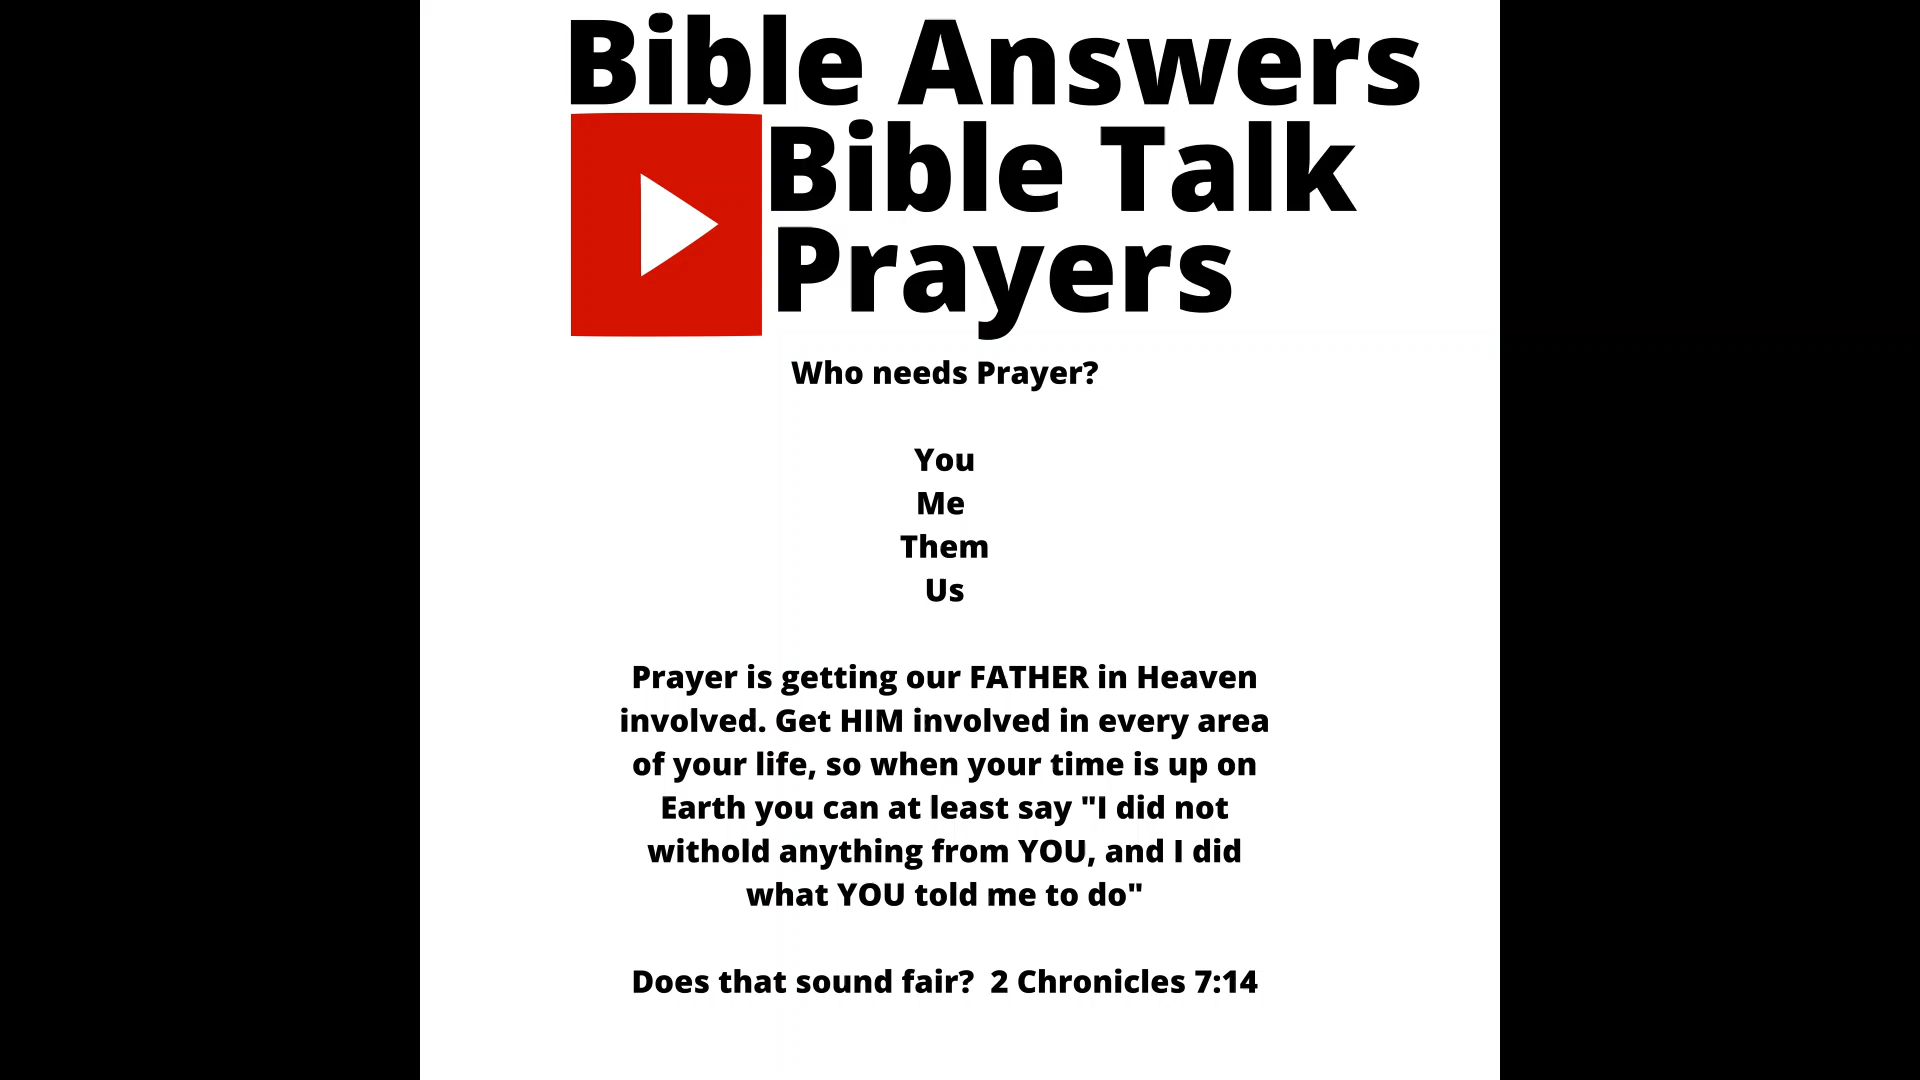 Bible Answers
Bible Talk
Prayers
Who needs Prayer?
You
Me
Them
Us
Prayer is getting our FATHER in Heaven
involved. Get HIM involved in every area
of your life, so when your time is up on
Earth you can at least say "I did not
withold anything from YOU, and I did
what YOU told me to do"
Does that sound fair?  2 Chronicles 7:14